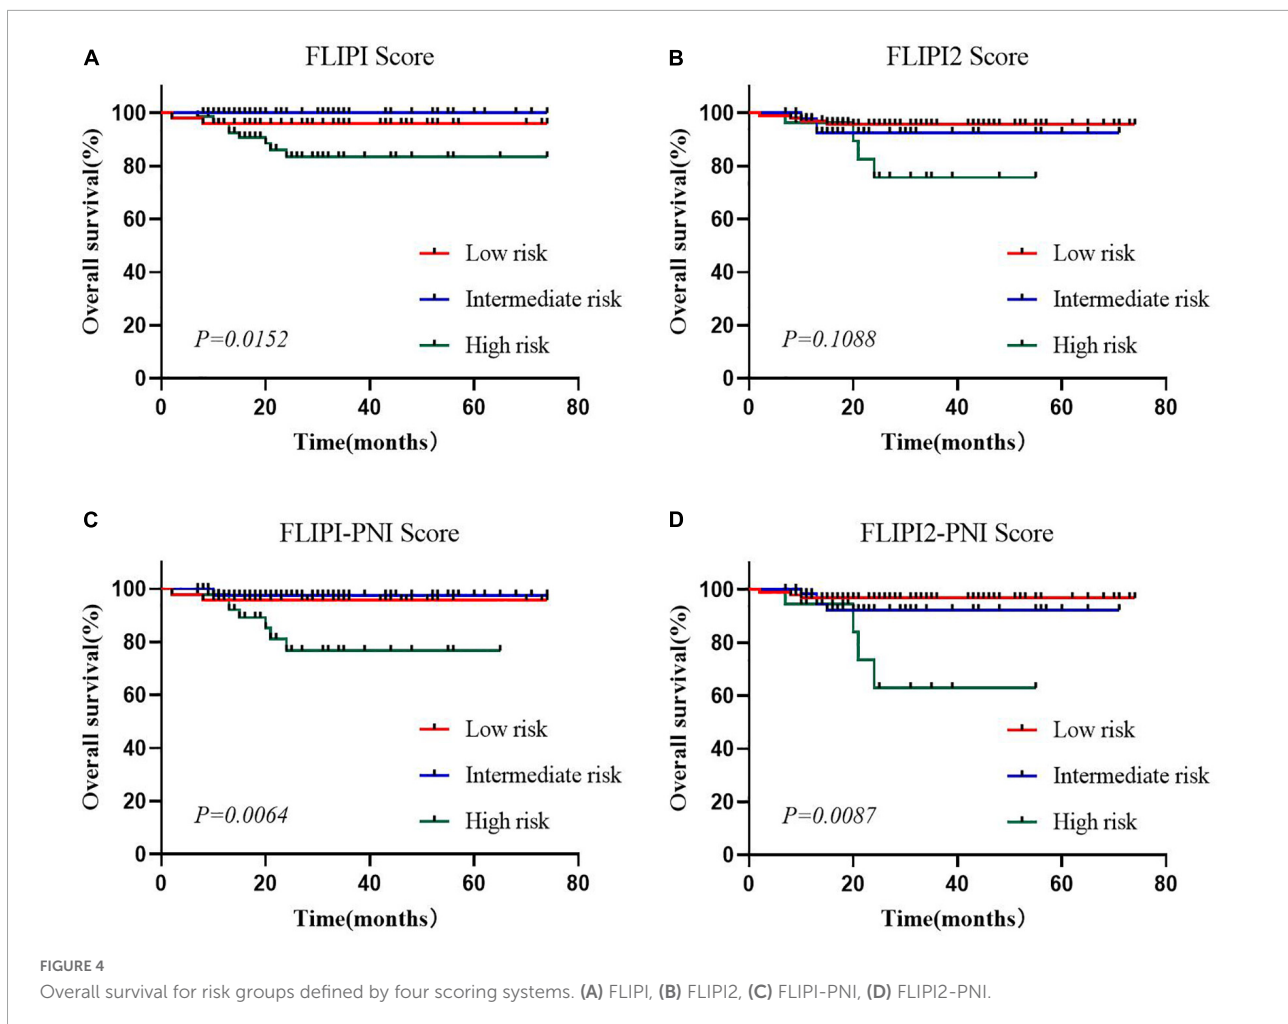 A
FLIPI Score
Overall survival(%)
100
80
60
40
20
0
Low risk
Intermediate risk
High risk
P=0.0152
0 20 40 60 80
Time(months)
B
FLIPI2 Score
Overall survival(%)
100
80
60
40
20
0
Low risk
Intermediate risk
High risk
P=0.1088
0 20 40 60 80
Time(months)
C
FLIPI-PNI Score
Overall survival(%)
100
80
60
40
20
0
Low risk
Intermediate risk
High risk
P=0.0064
0 20 40 60 80
Time(months)
D
FLIPI2-PNI Score
Overall survival(%)
100
80
60
40
20
0
Low risk
Intermediate risk
High risk
P=0.0087
0 20 40 60 80
Time(months)
FIGURE 4
Overall survival for risk groups defined by four scoring systems. (A) FLIPI, (B) FLIPI2, (C) FLIPI-PNI, (D) FLIPI2-PNI.